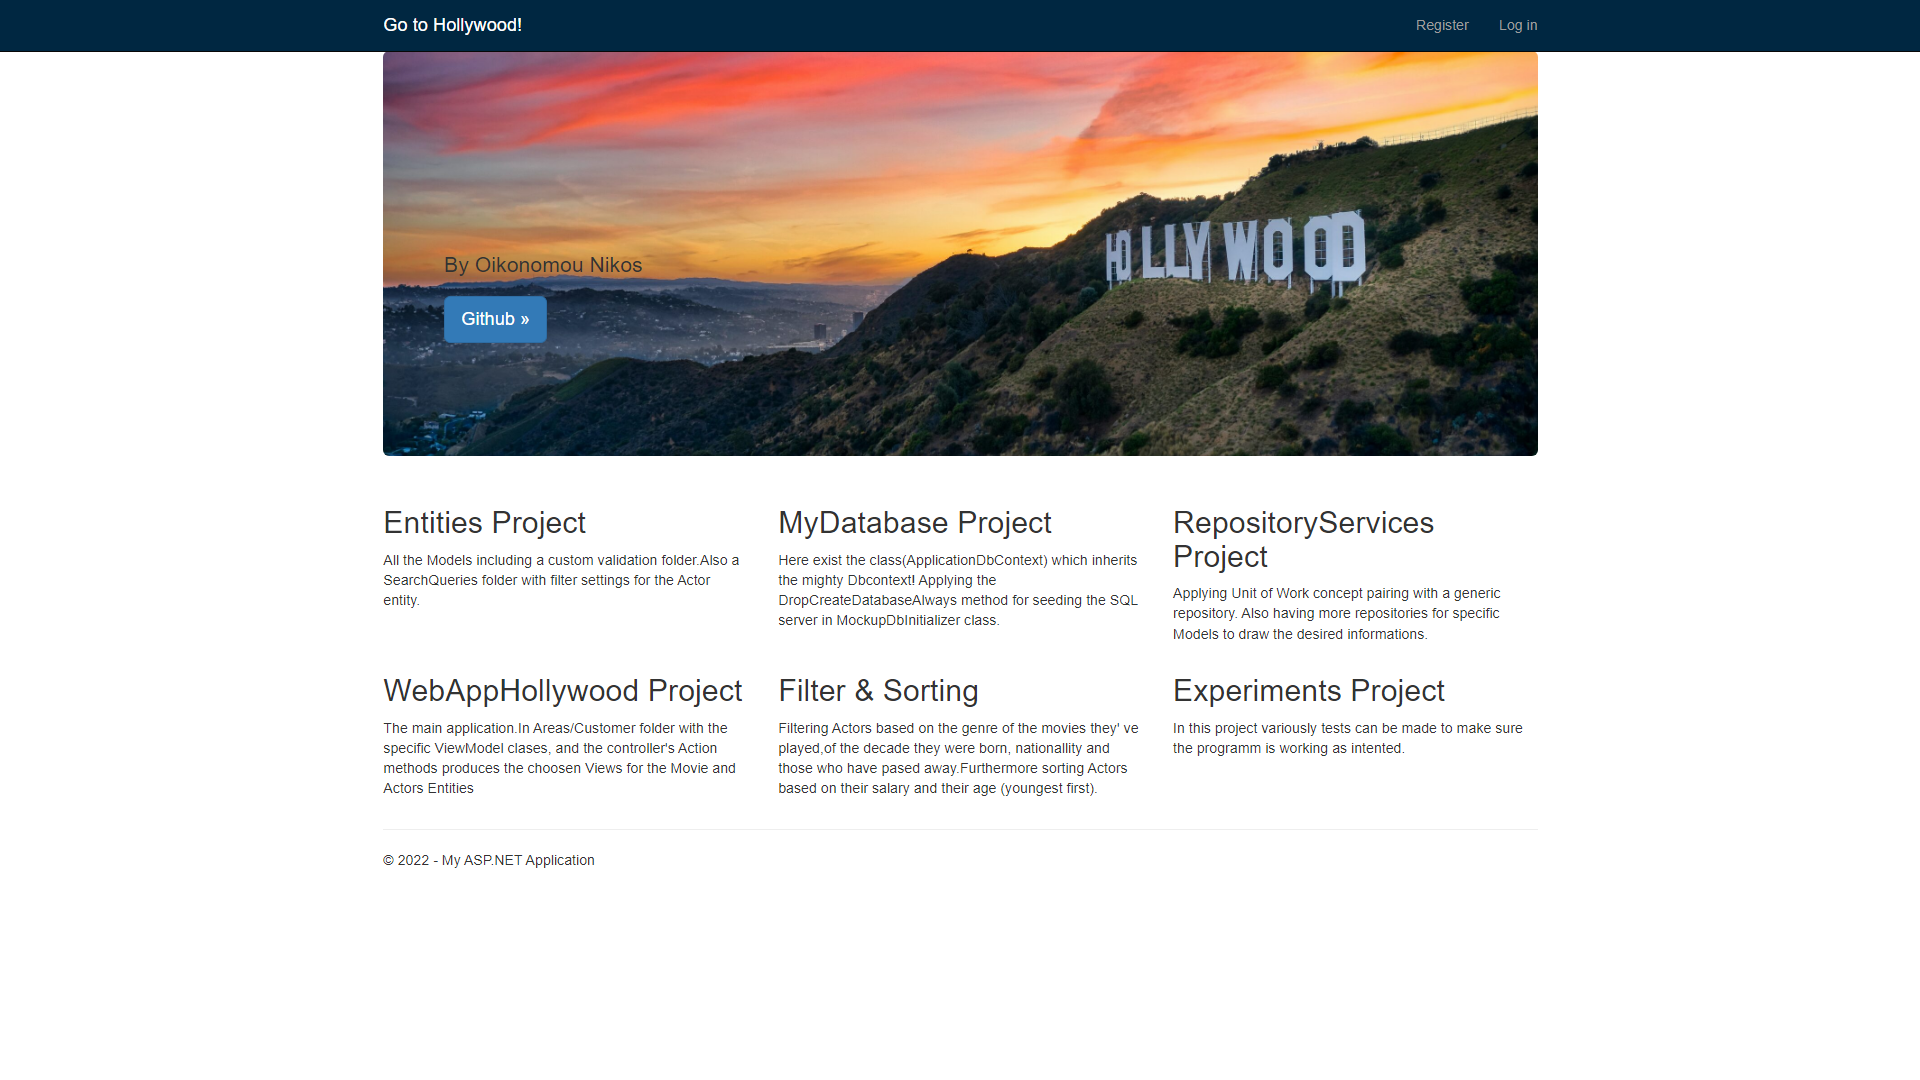 Go to Hollywood!
Register
Log in
HOLLYWOOD
By Oikonomou Nikos
Github »
Entities Project
All the Models including a custom validation folder.Also a
SearchQueries folder with filter settings for the Actor
entity.
MyDatabase Project
Here exist the class(ApplicationDbContext) which inherits
the mighty Dbcontext! Applying the
DropCreateDatabaseAlways method for seeding the SQL
server in MockupDbInitializer class.
RepositoryServices
Project
Applying Unit of Work concept pairing with a generic
repository. Also having more repositories for specific
Models to draw the desired informations.
WebAppHollywood Project
The main application.In Areas/Customer folder with the
specific ViewModel clases, and the controller's Action
methods produces the choosen Views for the Movie and
Actors Entities
Filter & Sorting
Filtering Actors based on the genre of the movies they' ve
played,of the decade they were born, nationallity and
those who have pased away.Furthermore sorting Actors
based on their salary and their age (youngest first).
Experiments Project
In this project variously tests can be made to make sure
the programm is working as intented.
© 2022 - My ASP.NET Application